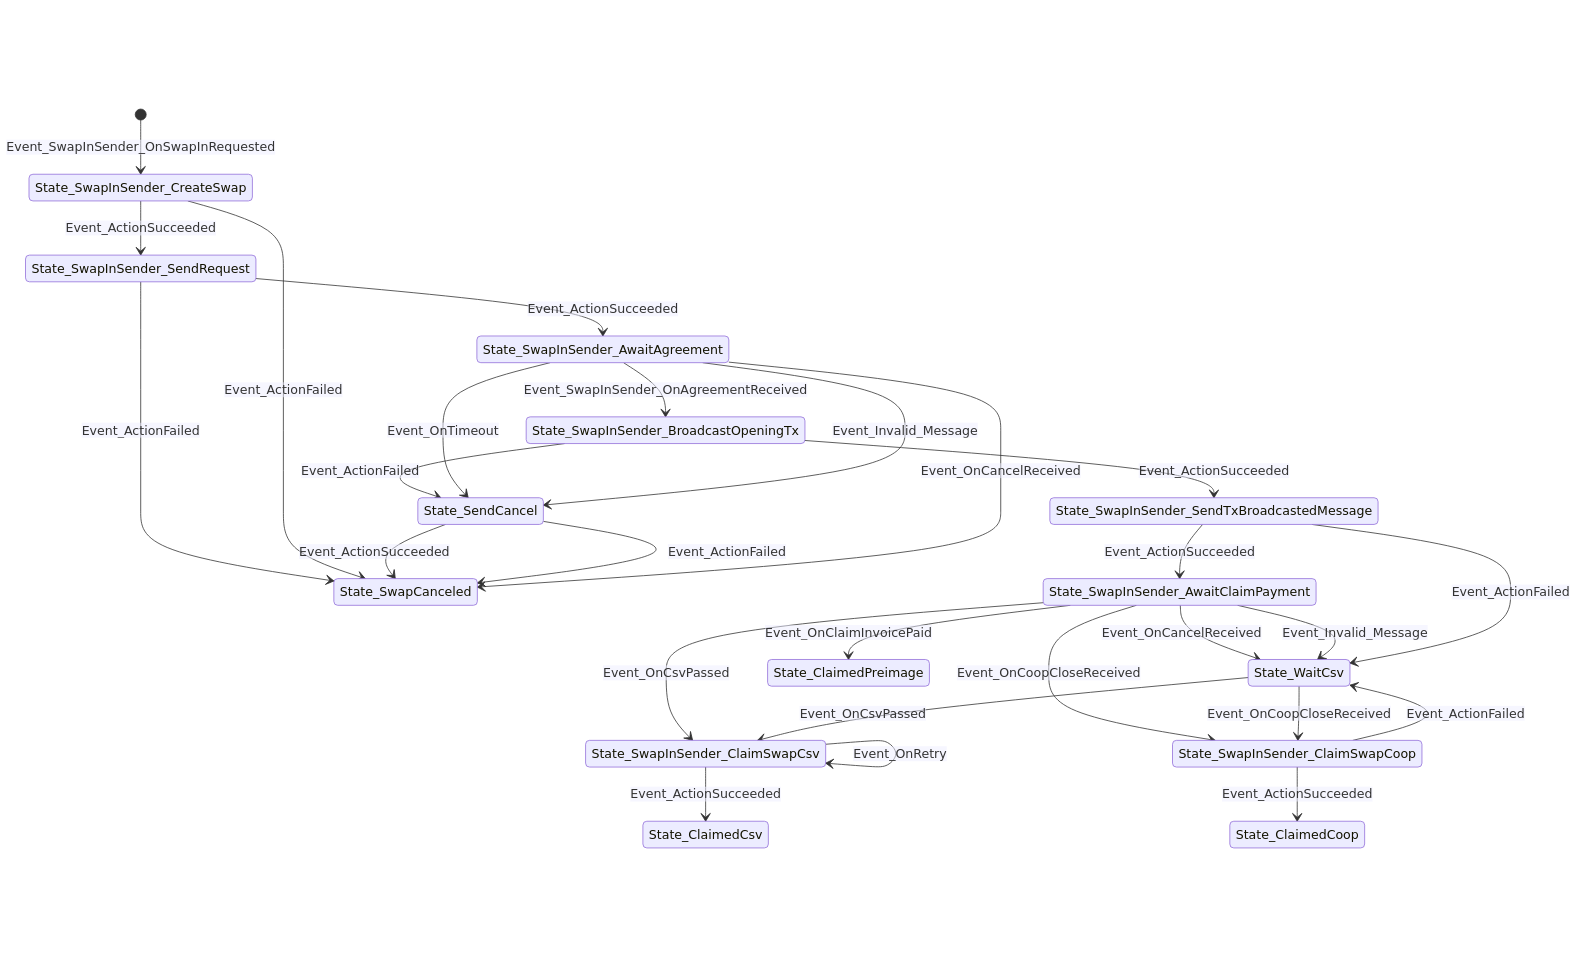 Event_SwapInSender_OnSwapInRequested
State_SwapInSender_CreateSwap
Event_ActionSucceeded
State_SwapInSender_SendRequest
Event_ActionSucceeded
State_SwapInSender_AwaitAgreement
Event_ActionFailed
Event_SwapInSender_OnAgreementReceived
Event_ActionFailed
Event_OnTimeout
State_SwapInSender_BroadcastOpeningTx
Event_Invalid_Message
Event_ActionFailed
Event_OnCancelReceived
Event_ActionSucceeded
State_SendCancel
State_SwapInSender_SendTxBroadcastedMessage
Event_ActionSucceeded
Event_ActionFailed
Event_ActionSucceeded
State_SwapCanceled
State_SwapInSender_AwaitClaimPayment
Event_ActionFailed
Event_OnClaimInvoicePaid
Event_OnCancelReceived
Event_Invalid_Message
Event_OnCsvPassed
State_ClaimedPreimage
Event_OnCoopCloseReceived
State_WaitCsv
Event_OnCsvPassed
Event_OnCoopCloseReceived
Event_ActionFailed
State_SwapInSender_ClaimSwapCsv
Event_OnRetry
State_SwapInSender_ClaimSwapCoop
Event_ActionSucceeded
Event_ActionSucceeded
State_ClaimedCsv
State_ClaimedCoop